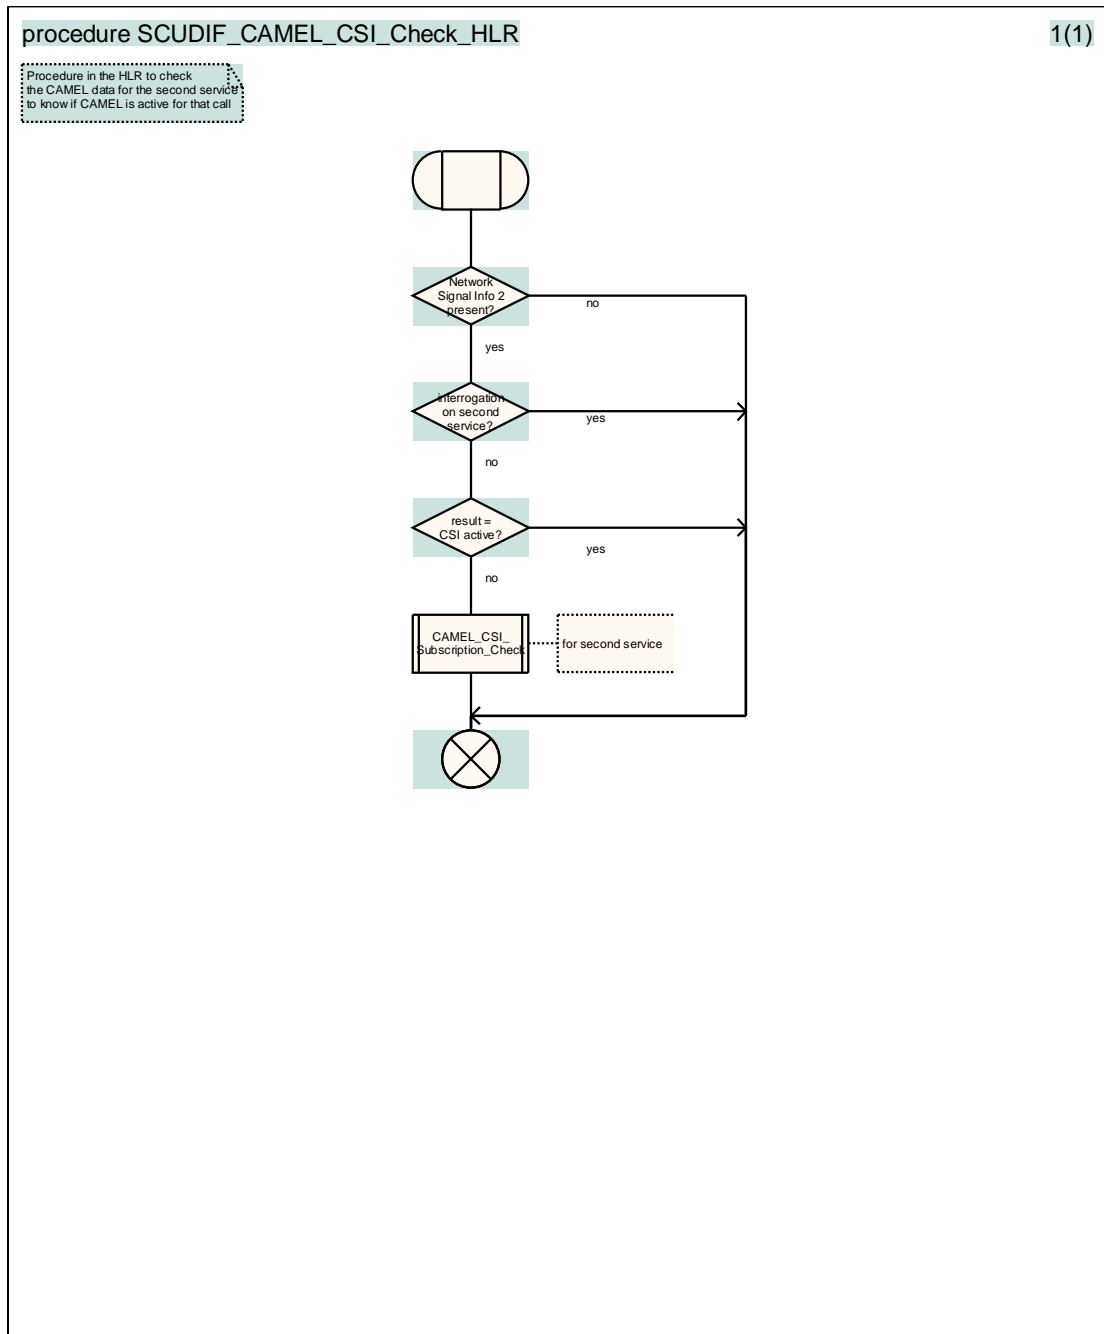 procedure SCUDIF_CAMEL_CSI_Check_HLR
1(1)
Procedure in the HLR to check
the CAMEL data for the second service
to know if CAMEL is active for that call
Network
Signal Info 2
present?
no
yes
interrogation
on second
service?
yes
no
result =
CSI active?
yes
no
CAMEL_CSI_
Subscription_Check
for second service